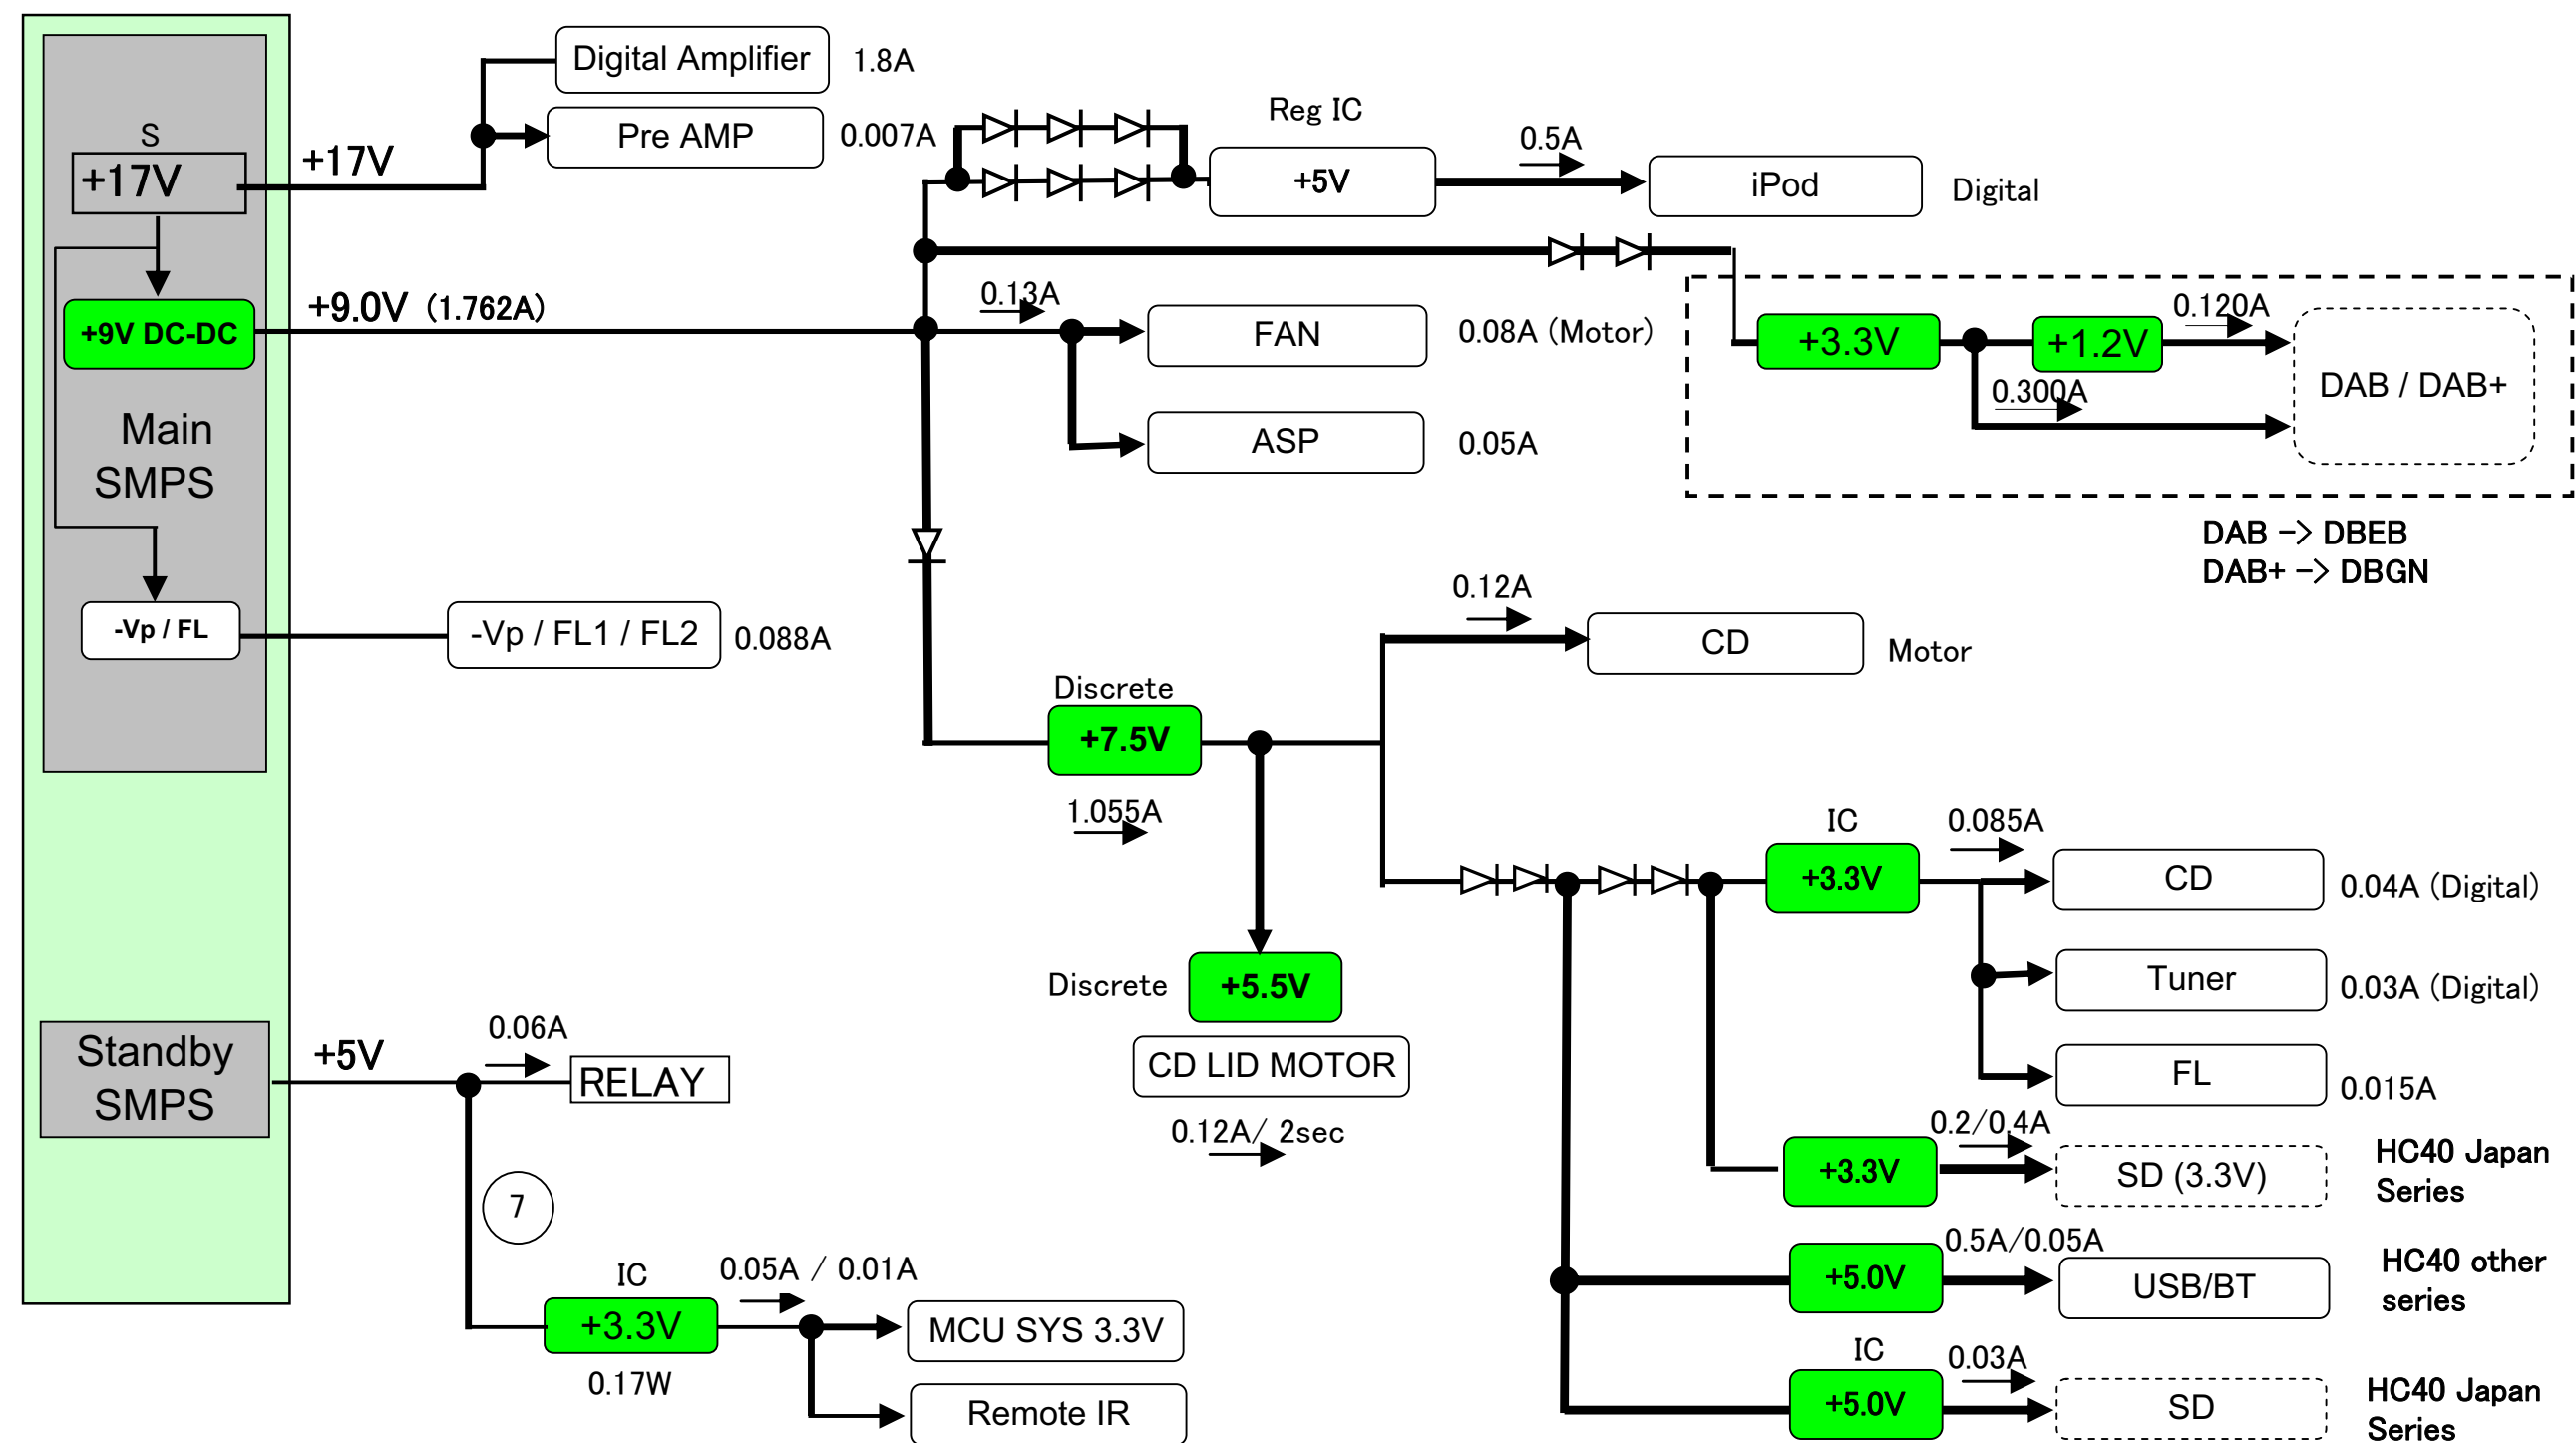 S
+17V
+9V DC-DC
Main
SMPS
-Vp / FL
Standby
SMPS
+17V
Digital Amplifier
1.8A
Pre AMP
0.007A
Reg IC
+5V
0.5A
iPod
Digital
+9.0V (1.762A)
0.13A
FAN
0.08A (Motor)
ASP
0.05A
+3.3V
+1.2V
0.120A
0.300A
DAB / DAB+
DAB -> DBEB
DAB+ -> DBGN
-Vp / FL1 / FL2
0.088A
0.12A
CD
Motor
Discrete
+7.5V
1.055A
Discrete
+5.5V
CD LID MOTOR
0.12A/ 2sec
IC
+3.3V
0.085A
CD
0.04A (Digital)
Tuner
0.03A (Digital)
FL
0.015A
+3.3V
0.2/0.4A
SD (3.3V)
HC40 Japan
Series
+5.0V
0.5A/0.05A
USB/BT
HC40 other
series
IC
+5.0V
0.03A
SD
HC40 Japan
Series
+5V
0.06A
RELAY
7
IC
+3.3V
0.17W
0.05A / 0.01A
MCU SYS 3.3V
Remote IR